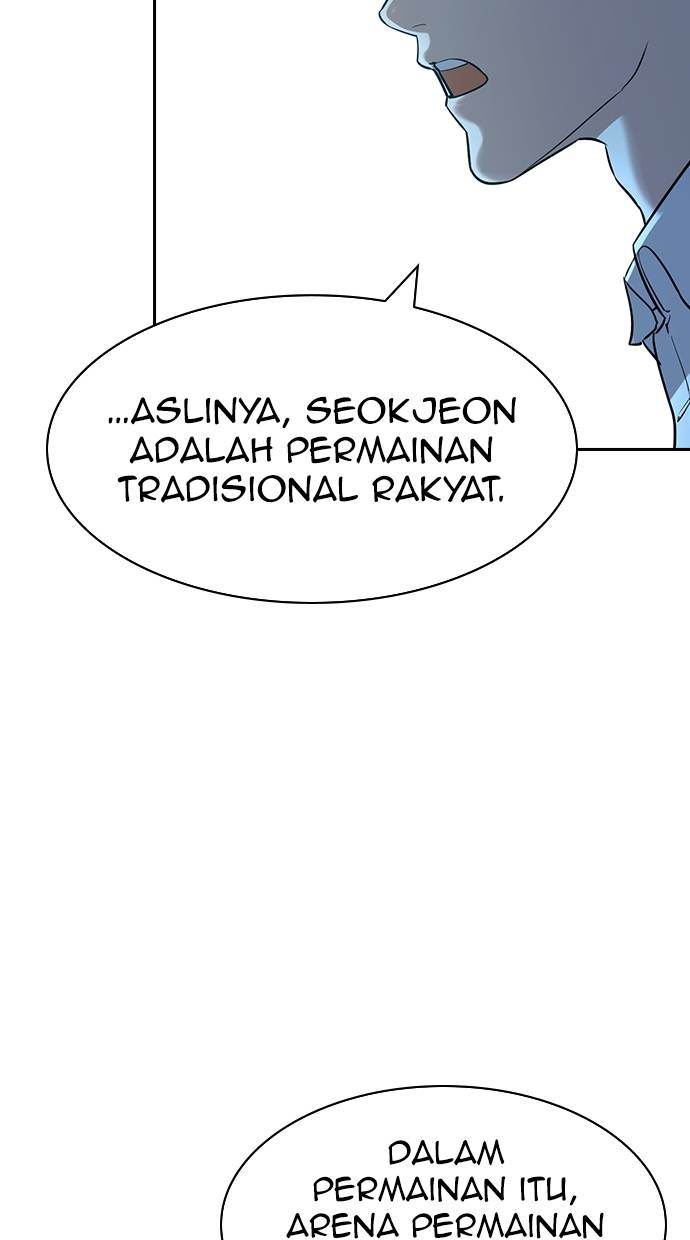 ...ASLINYA, SEOKJEON
ADALAH PERMAINAN
TRADISIONAL RAKYAT.
DALAM
PERMAINAN ITU,
ARENA PERMAINAN